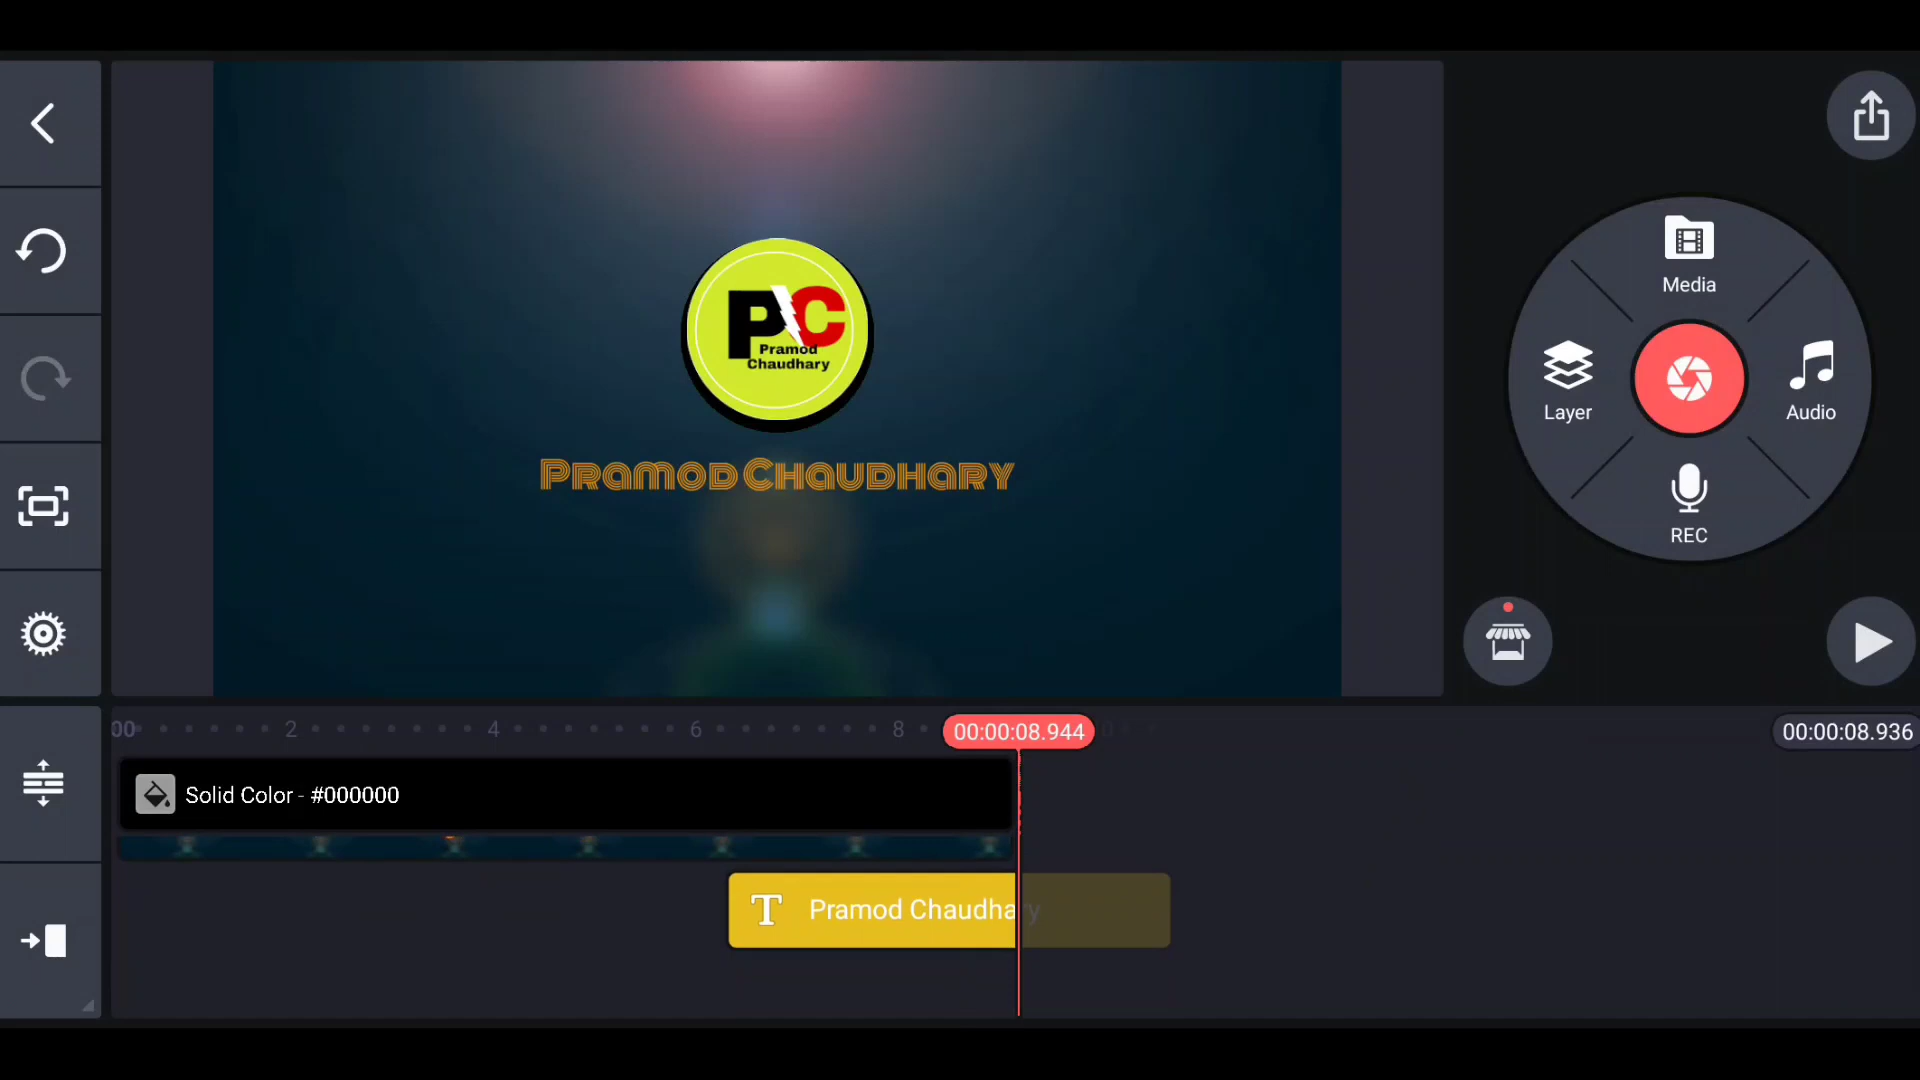 Media
Layer
Audio
REC
PC
Pramod
Chaudhary
Pramod Chaudhary
00 2 4 6 8
00:00:08.944
00:00:08.936
Solid Color - #000000
T Pramod Chaudhary